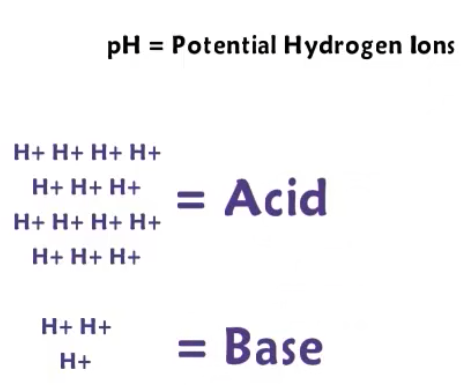 pH = Potential Hydrogen Ions
H+ H+ H+ H+
H+ H+ H+
H+ H+ H+ H+
H+ H+ H+
= Acid
H+ H+
H+
= Base